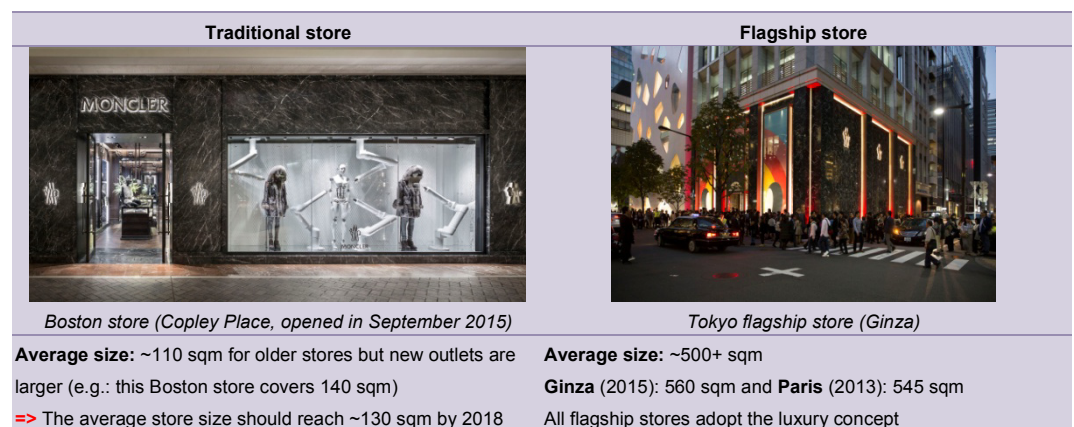 Traditional store
Flagship store
MONCLER
MONCLER
Boston store (Copley Place, opened in September 2015)
Tokyo flagship store (Ginza)
Average size: ~110 sqm for older stores but new outlets are
larger (e.g.: this Boston store covers 140 sqm)
=> The average store size should reach ~130 sqm by 2018
Average size: ~500+ sqm
Ginza (2015): 560 sqm and Paris (2013): 545 sqm
All flagship stores adopt the luxury concept